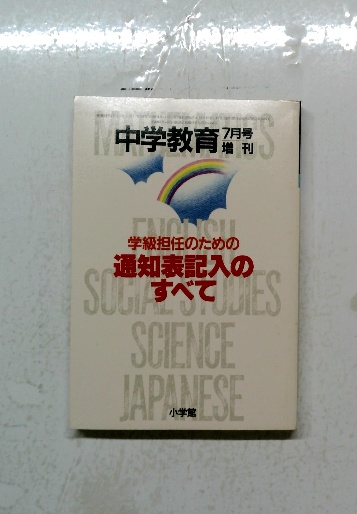 MATHEMATICS
中学教育 7月号
増刊
ENGLISH
学級担任のための
通知表記入の
すべて
SOCIAL STUDIES
SCIENCE
JAPANESE
小学館